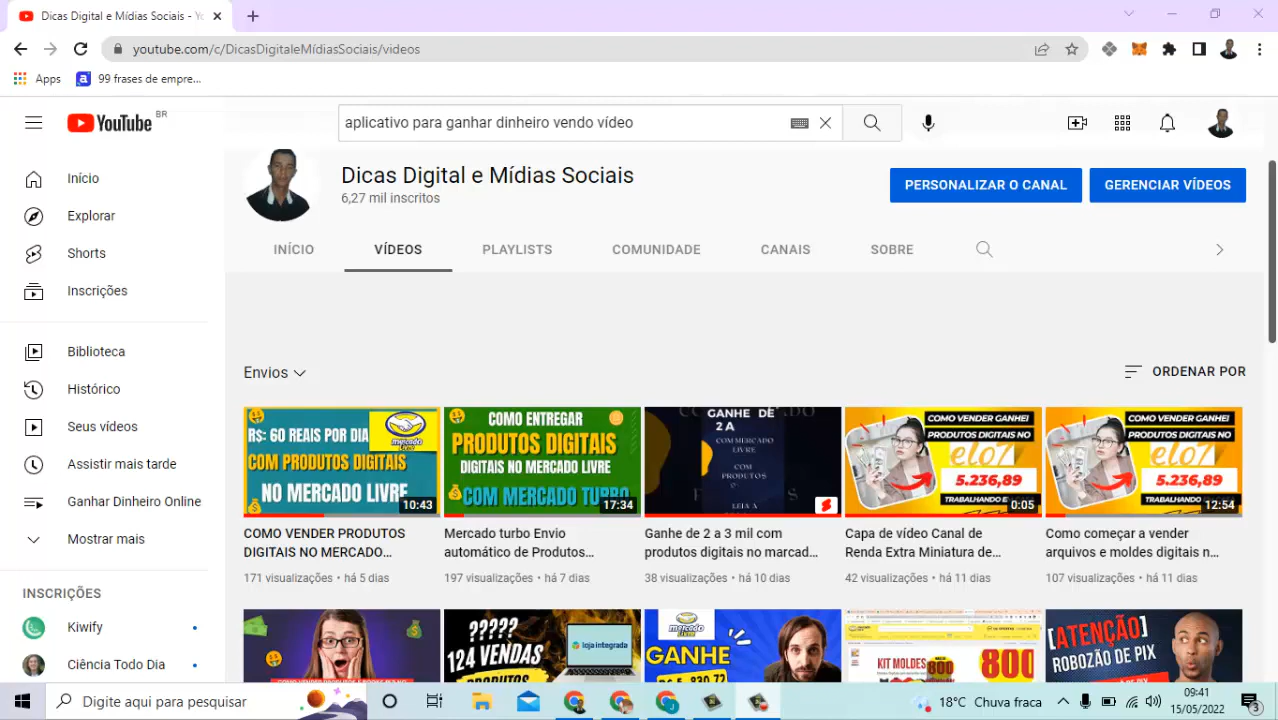 Dicas Digital e Mídias Sociais - Yo
youtube.com/c/DicasDigitaleMídiasSociais/videos
Apps
99 frases de empre...
YouTube BR
aplicativo para ganhar dinheiro vendo vídeo
Início
Explorar
Shorts
Inscrições
Biblioteca
Histórico
Seus vídeos
Assistir mais tarde
Ganhar Dinheiro Online
Mostrar mais
INSCRIÇÕES
Kiwify
Ciência Todo Dia
Dicas Digital e Mídias Sociais
6,27 mil inscritos
PERSONALIZAR O CANAL
GERENCIAR VÍDEOS
INÍCIO VÍDEOS PLAYLISTS COMUNIDADE CANAIS SOBRE
Envios
ORDENAR POR
R$: 60 REAIS POR DIA
mercado
COM PRODUTOS DIGITAIS
NO MERCADO LIVRE
10:43
COMO VENDER PRODUTOS
DIGITAIS NO MERCADO...
171 visualizações • há 5 dias
COMO ENTREGAR
PRODUTOS DIGITAIS
DIGITAIS NO MERCADO LIVRE
COM MERCADO TURBO
17:34
Mercado turbo Envio
automático de Produtos...
197 visualizações • há 7 dias
GANHE DE
2 A
COM MERCADO
LIVRE
COM
PRODUTOS
Ganhe de 2 a 3 mil com
produtos digitais no marcad...
38 visualizações • há 10 dias
COMO VENDER GANHEI
PRODUTOS DIGITAIS NO
elo7
5.236,89
0:05
Capa de vídeo Canal de
Renda Extra Miniatura de...
42 visualizações • há 11 dias
COMO VENDER GANHEI
PRODUTOS DIGITAIS NO
elo7
5.236,89
12:54
Como começar a vender
arquivos e moldes digitais n...
107 visualizações • há 11 dias
?????
124 VENDAS
loja integrada
mercado
GANHE
KIT MOLDES
800
800
[ATENÇÃO]
ROBOZÃO DE PIX
Digite aqui para pesquisar
18°C Chuva fraca
09:41
15/05/2022
3